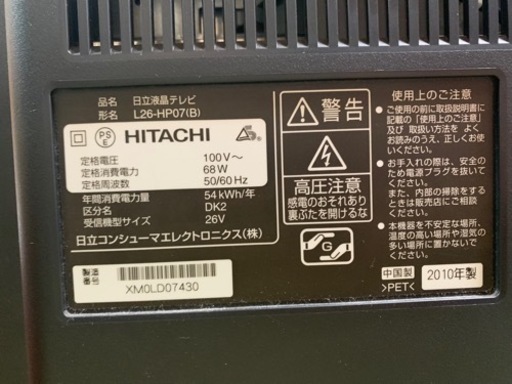 品名 日立液晶テレビ
形名 L26-HP07(B)
PS
E
HITACHI
定格電圧 100V～
定格消費電力 68W
定格周波数 50/60Hz
年間消費電力量 54kWh/年
区分名 DK2
受信機型サイズ 26V
日立コンシューマエレクトロニクス(株)
製造
番号
XM0LD07430
警告
高圧注意
感電のおそれあり
裏ぶたを開けるな
G
使用上のご注意
●ご使用の前に取扱説明書に
記載の「使用上のご注意」
及び 取扱い方法を よく
お読みのうえ、正しくお使
いください。
●お手入れの際は、安全の
ため電源プラグを抜いて
ください。
また、内部の掃除をする
ときは販売店にご相談
ください。
●本機器を不安定な場所、
温度の高い場所や湿気の
多い場所に置かないで
ください。
中国製
2010年製
>PET<